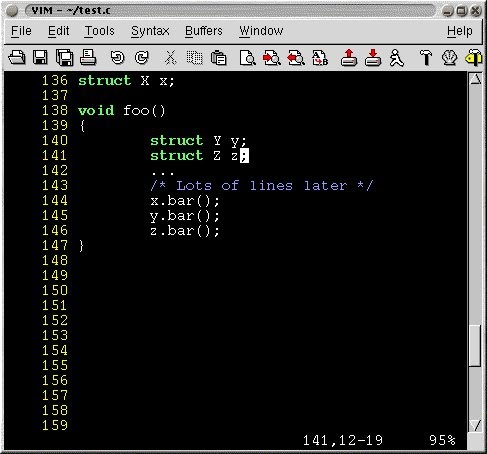 VIM - ~/test.c
File Edit Tools Syntax Buffers Window Help
136 struct X x;
137
138 void foo()
139 {
140 struct Y y;
141 struct Z z;
142 ...
143 /* Lots of lines later */
144 x.bar();
145 y.bar();
146 z.bar();
147 }
148
149
150
151
152
153
154
155
156
157
158
159
141,12-19 95%